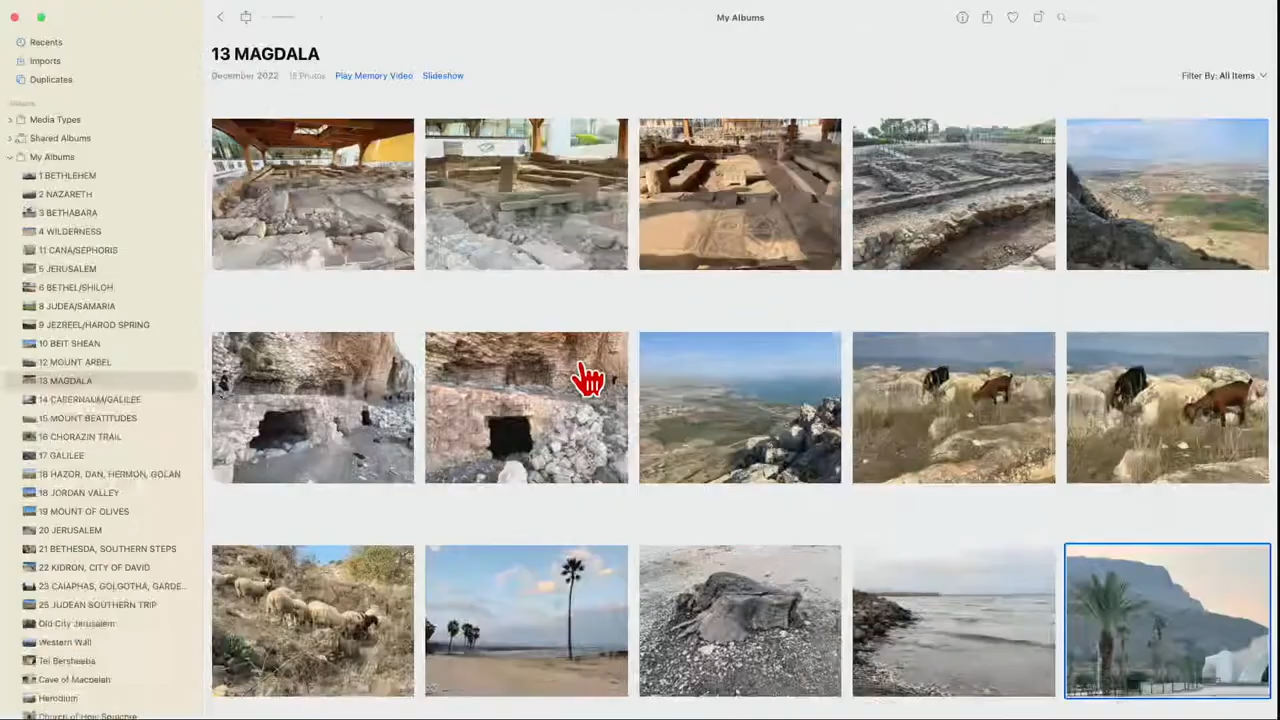 My Albums
Recents
Imports
Duplicates
Media Types
Shared Albums
My Albums
1 BETHLEHEM
2 NAZARETH
3 BETHABARA
4 WILDERNESS
11 CANA/SEPHORIS
5 JERUSALEM
6 BETHEL/SHILOH
8 JUDEA/SAMARIA
9 JEZREEL/HAROD SPRING
10 BEIT SHEAN
12 MOUNT ARBEL
13 MAGDALA
14 CAPERNAUM/GALILEE
15 MOUNT BEATITUDES
16 CHORAZIN TRAIL
17 GALILEE
18 HAZOR, DAN, HERMON, GOLAN
18 JORDAN VALLEY
19 MOUNT OF OLIVES
20 JERUSALEM
21 BETHESDA, SOUTHERN STEPS
22 KIDRON, CITY OF DAVID
23 CAIAPHAS, GOLGOTHA, GARDE...
25 JUDEAN SOUTHERN TRIP
Old City Jerusalem
Western Wall
Tel Bersheeba
Cave of
Herodium
Church of
13 MAGDALA
December 2022 Photos Play Memory Video Slideshow
Filter By: All Items